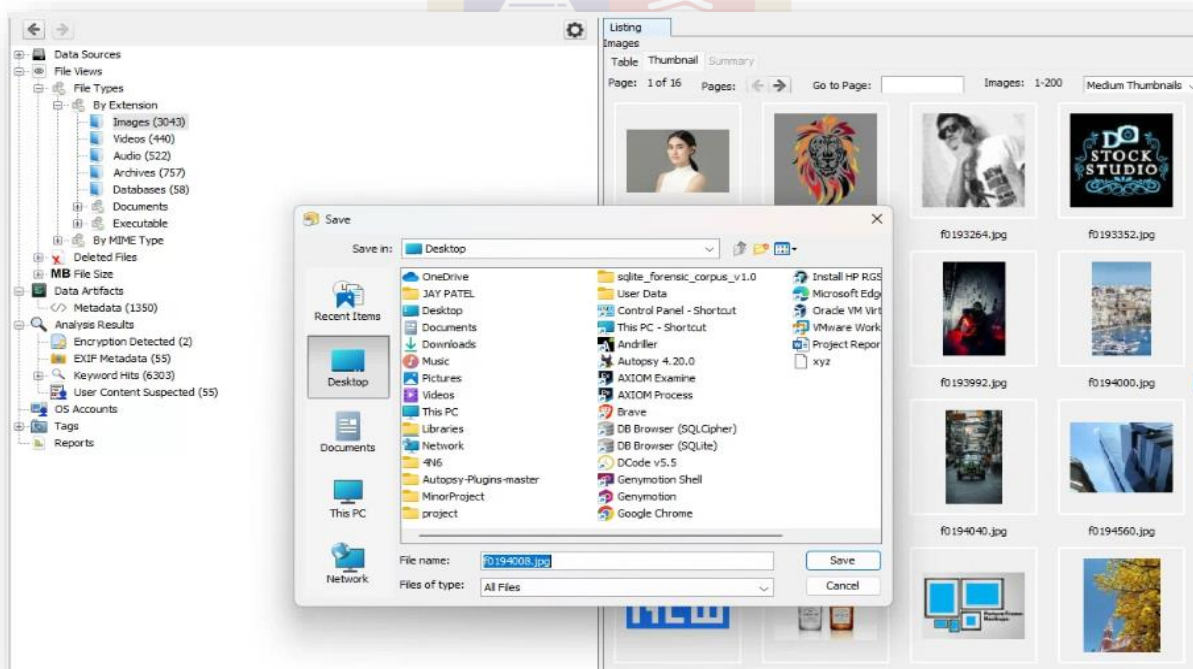 Data Sources
File Views
File Types
By Extension
Images (3043)
Videos (440)
Audio (522)
Archives (757)
Databases (58)
Documents
Executable
By MIME Type
Deleted Files
MB File Size
Data Artifacts
Metadata (1350)
Analysis Results
Encryption Detected (2)
EXIF Metadata (55)
Keyword Hits (6303)
User Content Suspected (55)
OS Accounts
Tags
Reports
Listing
Images
Table Thumbnail Summary
Page: 1 of 16 Pages: Go to Page: Images: 1-200 Medium Thumbnails
DO
STOCK
STUDIO
f0193264.jpg f0193352.jpg
f0193992.jpg f0194000.jpg
f0194040.jpg f0194560.jpg
Save
Save in: Desktop
Recent Items
Desktop
Documents
This PC
Network
OneDrive
JAY PATEL
Desktop
Documents
Downloads
Music
Pictures
Videos
This PC
Libraries
Network
4N6
Autopsy-Plugins-master
MinorProject
project
sqlite_forensic_corpus_v1.0
User Data
Control Panel - Shortcut
This PC - Shortcut
Andriller
Autopsy 4.20.0
AXIOM Examine
AXIOM Process
Brave
DB Browser (SQLCipher)
DB Browser (SQLite)
DCode v5.5
Genymotion Shell
Genymotion
Google Chrome
Install HP RGS
Microsoft Edg
Oracle VM Virt
VMware Work
Project Repor
xyz
File name: f0194008.jpg Save
Files of type: All Files Cancel